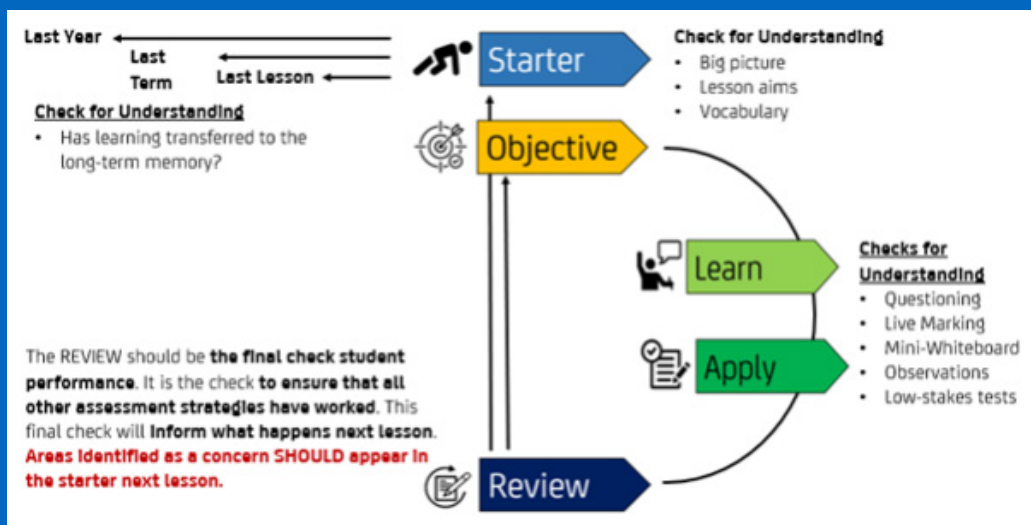 Last Year
Last
Term
Last Lesson
Check for Understanding
• Has learning transferred to the
long-term memory?
Starter
Check for Understanding
• Big picture
• Lesson aims
• Vocabulary
Objective
Learn
Checks for
Understanding
• Questioning
• Live Marking
• Mini-Whiteboard
• Observations
• Low-stakes tests
Apply
The REVIEW should be the final check student
performance. It is the check to ensure that all
other assessment strategies have worked. This
final check will Inform what happens next lesson.
Areas identified as a concern SHOULD appear in
the starter next lesson.
Review